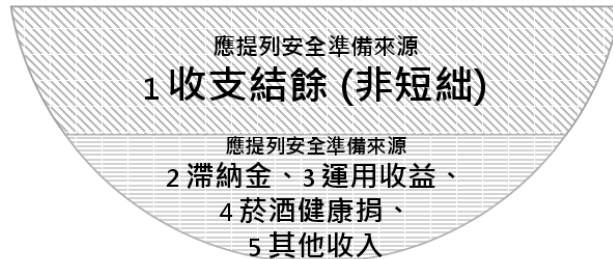 應提列安全準備來源
1 收支結餘 (非短絀)
應提列安全準備來源
2 滯納金、3 運用收益、
4 菸酒健康捐、
5 其他收入